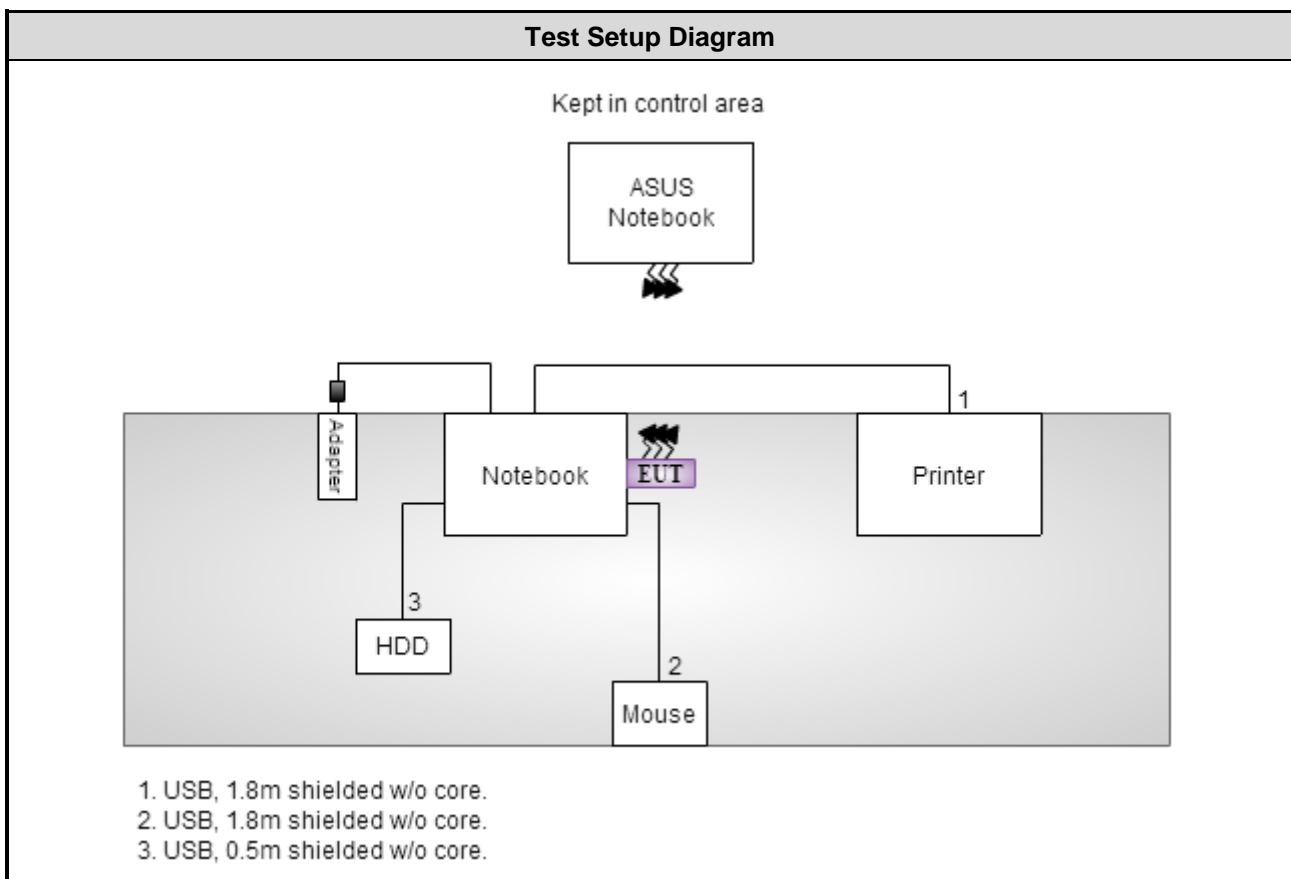 Test Setup Diagram
Kept in control area
ASUS
Notebook
1
Adapter
Notebook
EUT
Printer
3
HDD
2
Mouse
1. USB, 1.8m shielded w/o core.
2. USB, 1.8m shielded w/o core.
3. USB, 0.5m shielded w/o core.